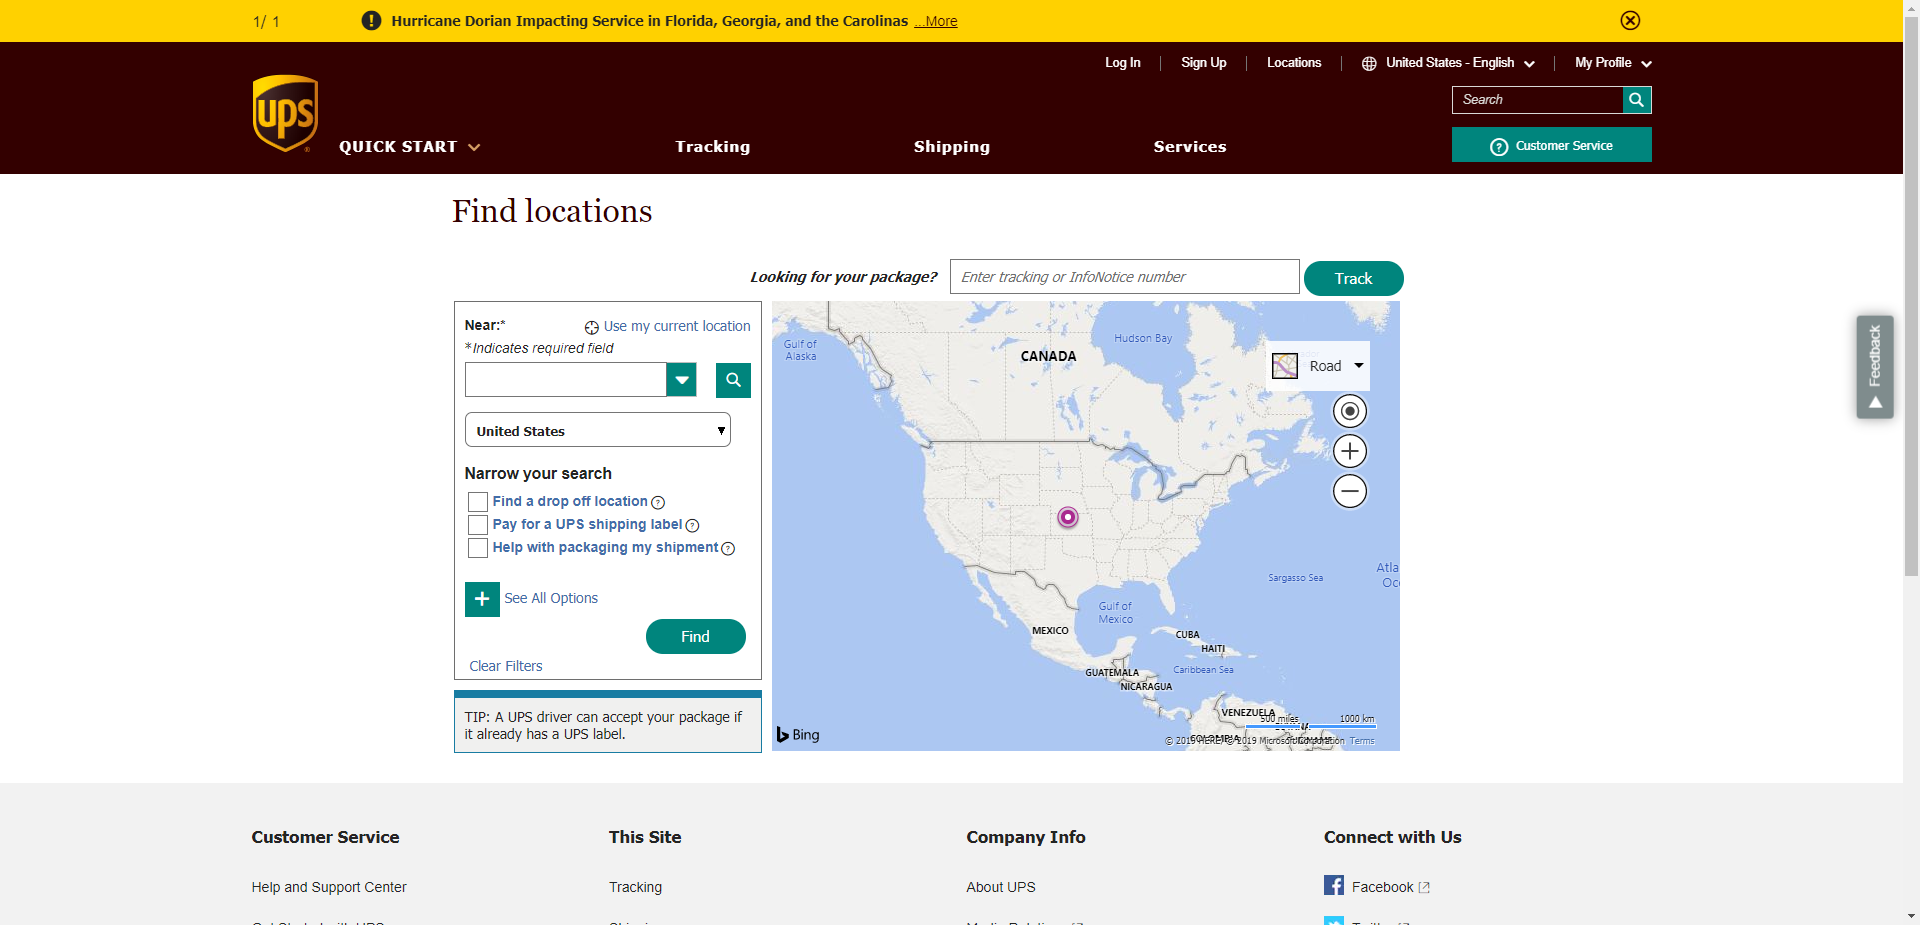 1/ 1
Hurricane Dorian Impacting Service in Florida, Georgia, and the Carolinas ...More
Log In
Sign Up
Locations
United States - English
My Profile
ups
Search
QUICK START
Tracking
Shipping
Services
Customer Service
Find locations
Looking for your package?
Enter tracking or InfoNotice number
Track
Near:*
Use my current location
*Indicates required field
United States
Narrow your search
Find a drop off location
Pay for a UPS shipping label
Help with packaging my shipment
See All Options
Find
Clear Filters
TIP: A UPS driver can accept your package if
it already has a UPS label.
Gulf of
Alaska
CANADA
Hudson Bay
Road
Sargasso Sea
Atla
Oc
Gulf of
Mexico
MEXICO
CUBA
HAITI
GUATEMALA
Caribbean Sea
NICARAGUA
VENEZUELA
500 miles
1000 km
COLOMBIA
Bing
© 2019 HERE, © 2019 Microsoft Corporation Terms
Feedback
Customer Service
This Site
Company Info
Connect with Us
Help and Support Center
Tracking
About UPS
Facebook